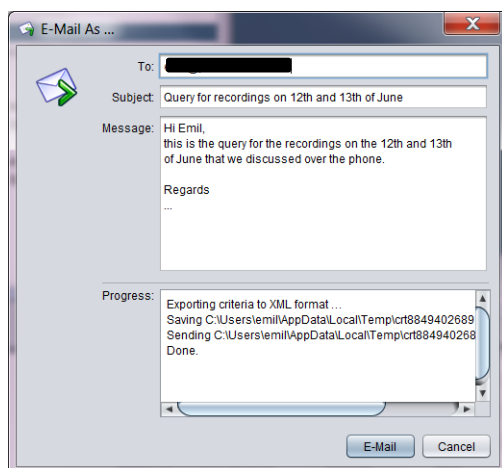 E-Mail As ...
To:
Subject: Query for recordings on 12th and 13th of June
Message: Hi Emil,
this is the query for the recordings on the 12th and 13th
of June that we discussed over the phone.
Regards
...
Progress:
Exporting criteria to XML format ...
Saving C:\Users\emil\AppData\Local\Temp\crt8849402689
Sending C:\Users\emil\AppData\Local\Temp\crt884940268
Done.
E-Mail Cancel